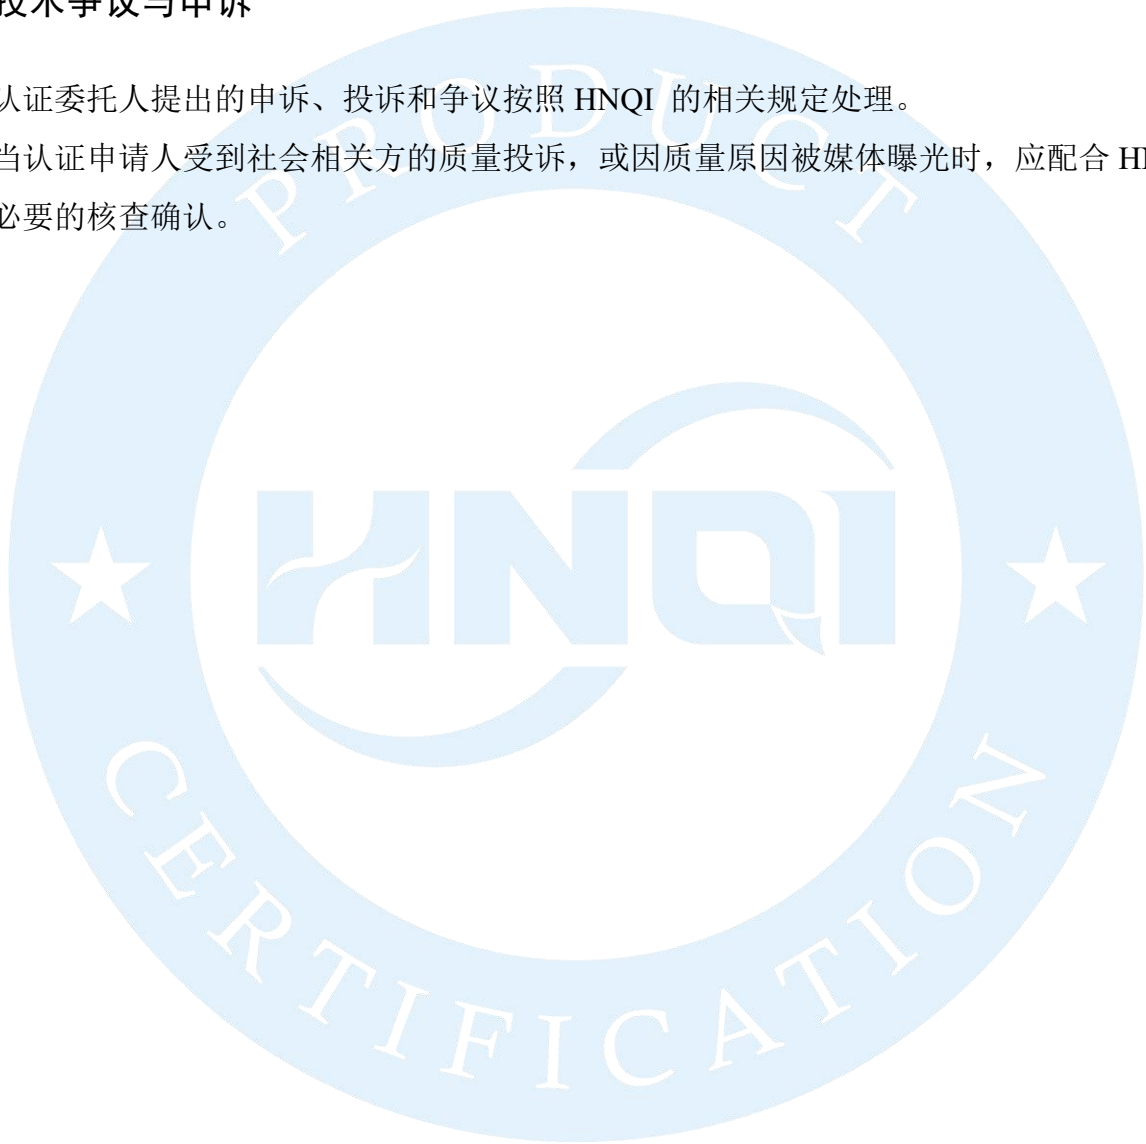 技术争议与申诉
认证委托人提出的申诉、投诉和争议按照 HNQI 的相关规定处理。
当认证申请人受到社会相关方的质量投诉，或因质量原因被媒体曝光时，应配合 H
必要的核查确认。
PRODUCT
HNQI
CERTIFICATION